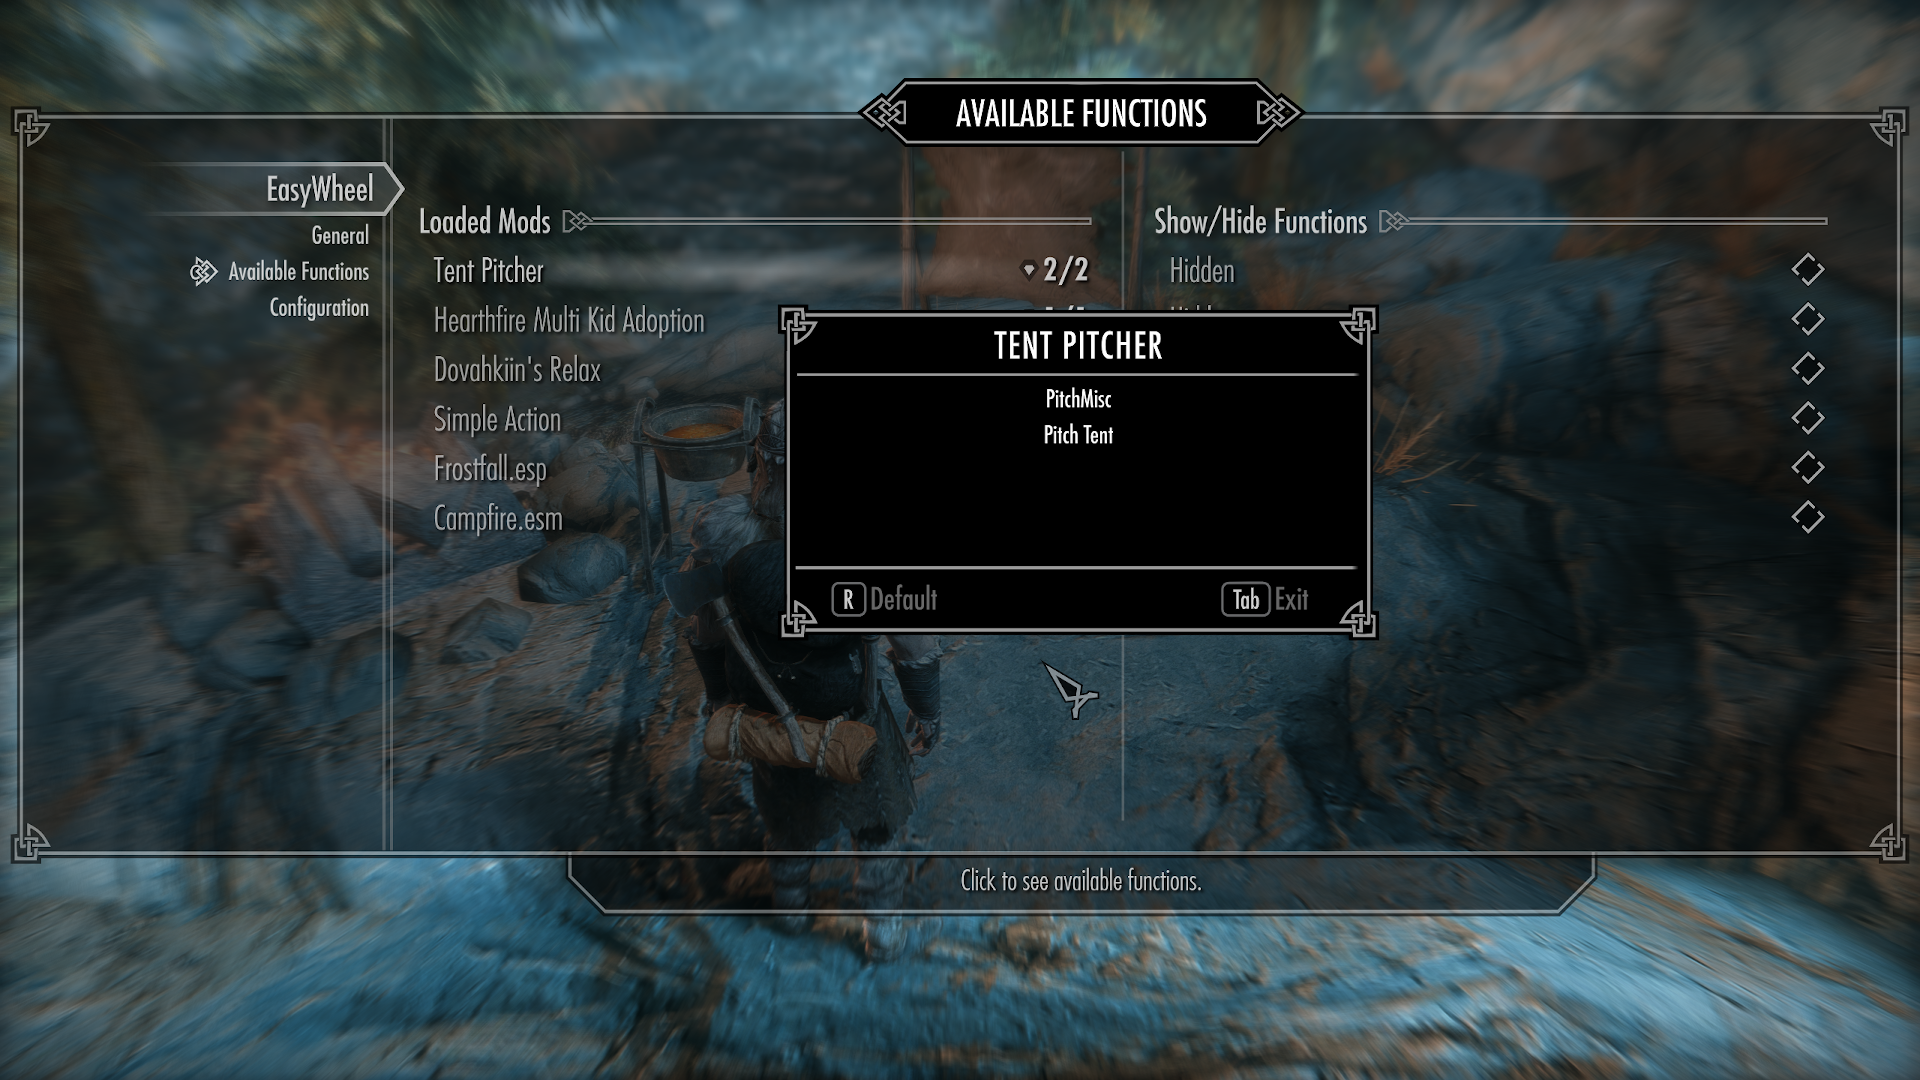 AVAILABLE FUNCTIONS
EasyWheel
General
Available Functions
Configuration
Loaded Mods
Tent Pitcher 2/2
Hearthfire Multi Kid Adoption
Dovahkiin's Relax
Simple Action
Frostfall.esp
Campfire.esm
Show/Hide Functions
Hidden
TENT PITCHER
PitchMisc
Pitch Tent
R Default
Tab Exit
Click to see available functions.